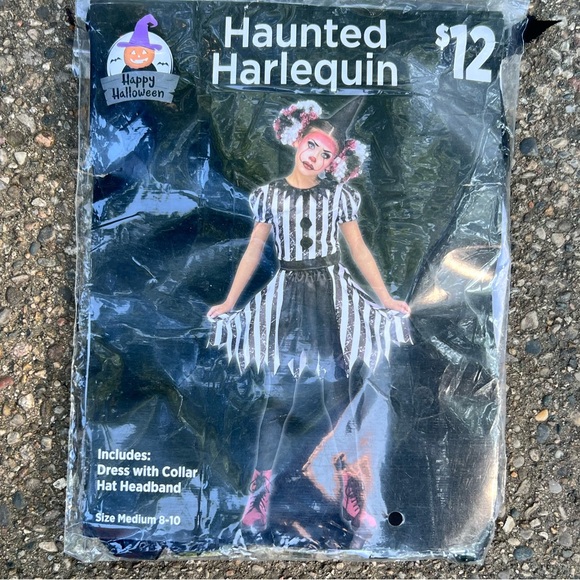 Happy
Halloween
Haunted
Harlequin
$12
Includes:
Dress with Collar
Hat Headband
Size Medium 8-10